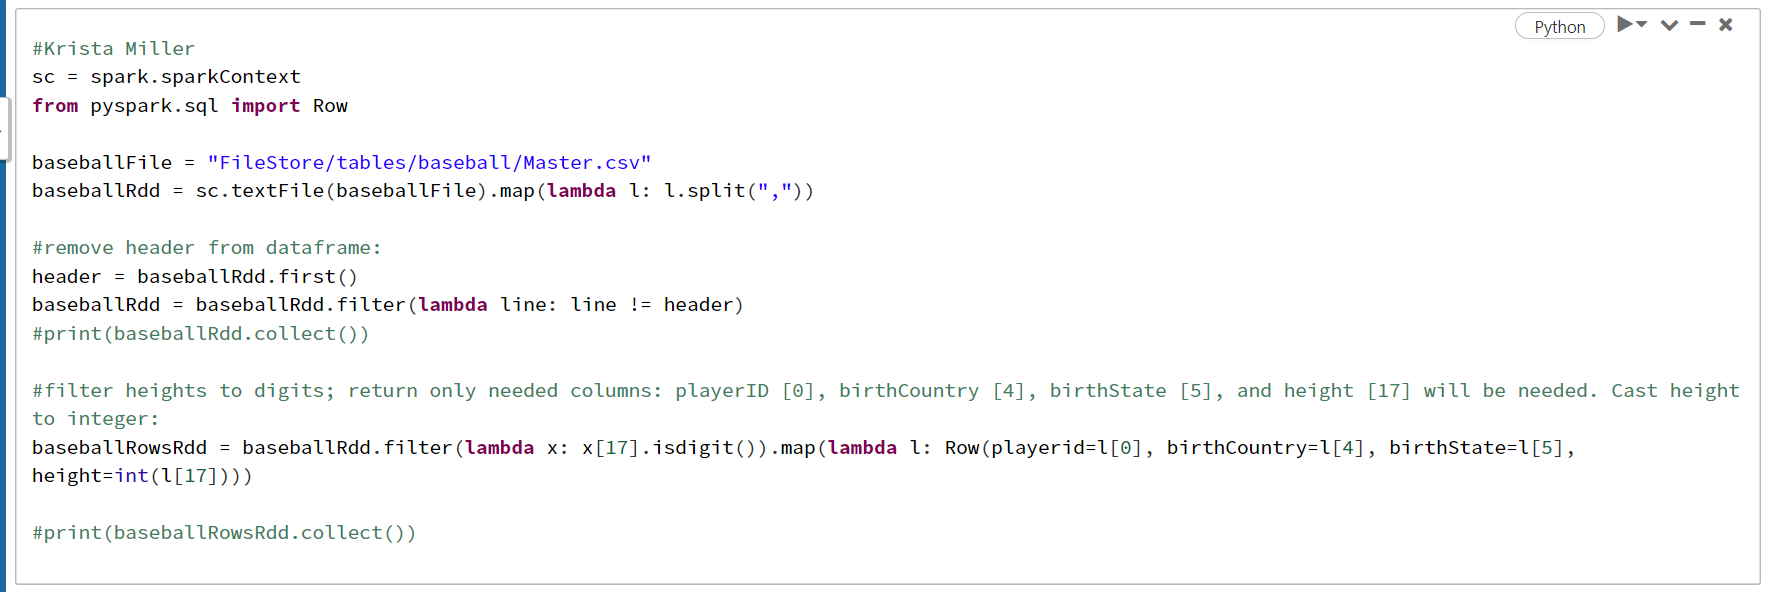 Python
#Krista Miller
sc = spark.sparkContext
from pyspark.sql import Row
baseballFile = "FileStore/tables/baseball/Master.csv"
baseballRdd = sc.textFile(baseballFile).map(lambda l: l.split(","))
#remove header from dataframe:
header = baseballRdd.first()
baseballRdd = baseballRdd.filter(lambda line: line != header)
#print(baseballRdd.collect())
#filter heights to digits; return only needed columns: playerID [0], birthCountry [4], birthState [5], and height [17] will be needed. Cast height
to integer:
baseballRowsRdd = baseballRdd.filter(lambda x: x[17].isdigit()).map(lambda l: Row(playerid=l[0], birthCountry=l[4], birthState=l[5],
height=int(l[17])))
#print(baseballRowsRdd.collect())